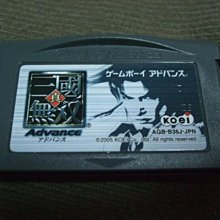 ゲームボーイ アドバンス
真
三國
無双
Advance
アドバンス
KOEI
AGB-B36J-JPN
©2005 KOEI Co., Ltd. All rights reserved.